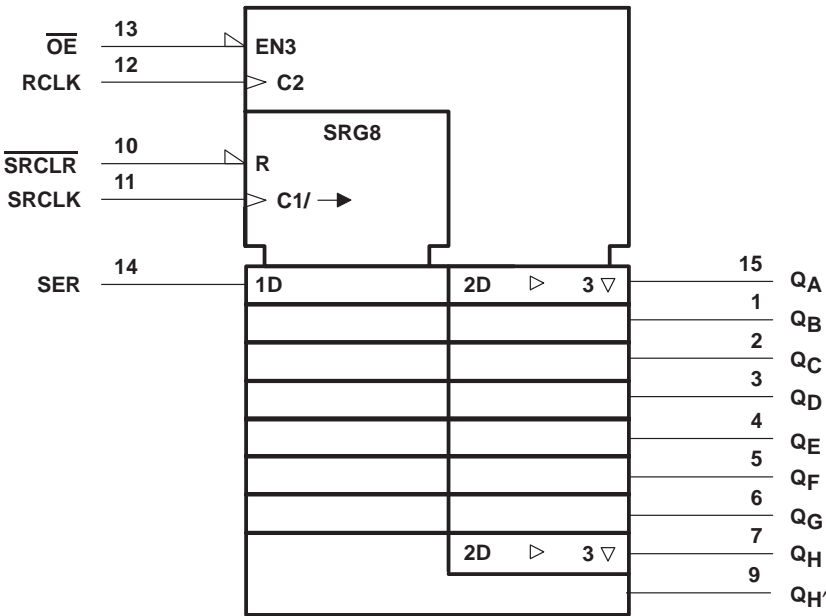 13
OE
EN3
12
RCLK
C2
SRG8
10
SRCLR
R
11
SRCLK
C1/
14
SER
1D
2D
3
15
QA
1
QB
2
QC
3
QD
4
QE
5
QF
6
QG
7
2D
3
QH
9
QH′